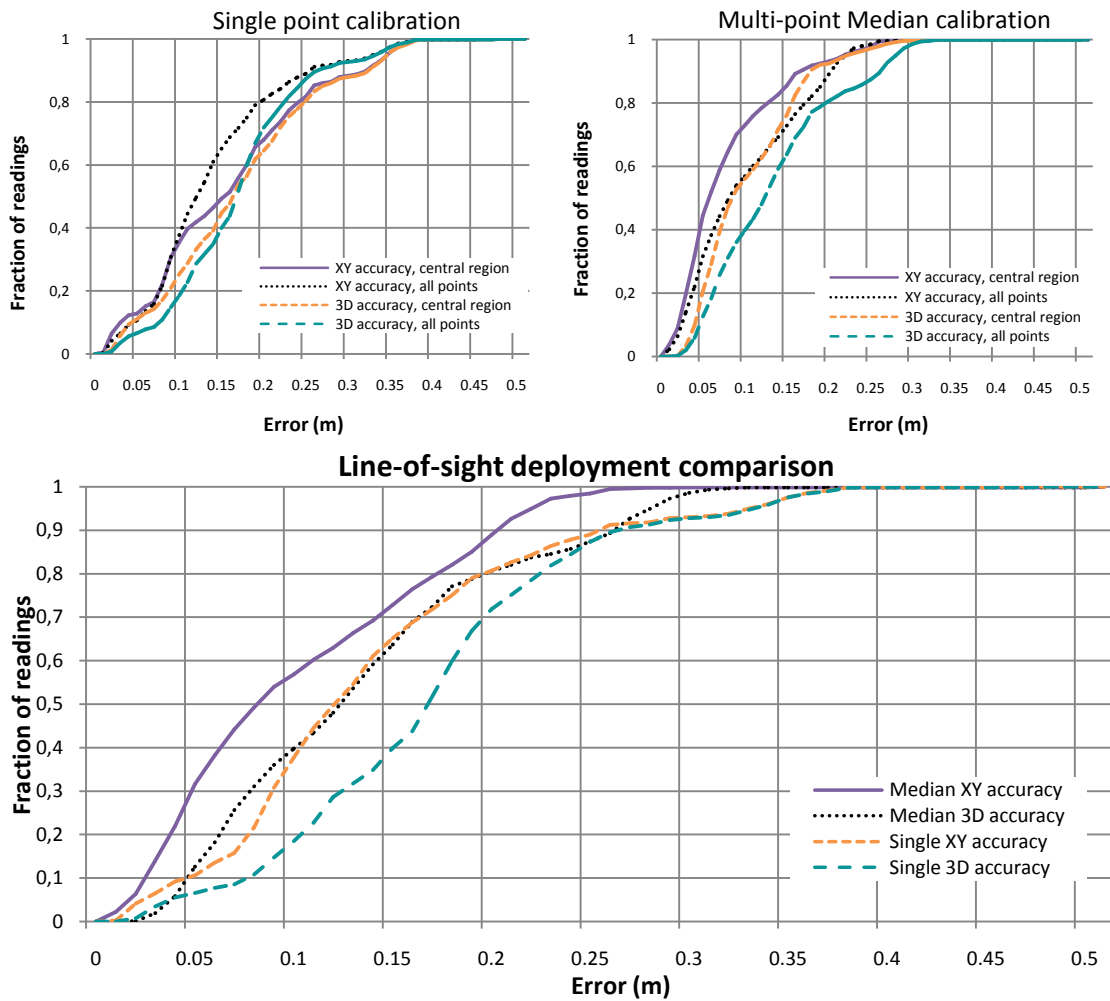 Single point calibration
1
0,8
0,6
0,4
0,2
0
Fraction of readings
XY accuracy, central region
XY accuracy, all points
3D accuracy, central region
3D accuracy, all points
0 0.05 0.1 0.15 0.2 0.25 0.3 0.35 0.4 0.45 0.5
Error (m)
Multi-point Median calibration
1
0,8
0,6
0,4
0,2
0
Fraction of readings
XY accuracy, central region
XY accuracy, all points
3D accuracy, central region
3D accuracy, all points
0 0.05 0.1 0.15 0.2 0.25 0.3 0.35 0.4 0.45 0.5
Error (m)
Line-of-sight deployment comparison
1
0,9
0,8
0,7
0,6
0,5
0,4
0,3
0,2
0,1
0
Fraction of readings
Median XY accuracy
Median 3D accuracy
Single XY accuracy
Single 3D accuracy
0 0.05 0.1 0.15 0.2 0.25 0.3 0.35 0.4 0.45 0.5
Error (m)